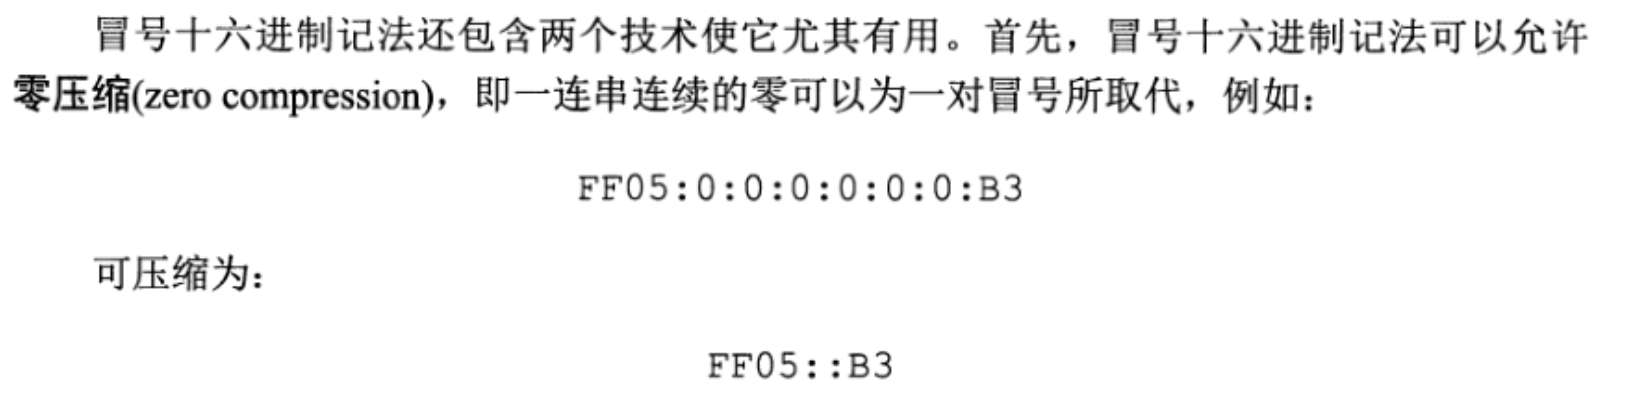 冒号十六进制记法还包含两个技术使它尤其有用。首先，冒号十六进制记法可以允许
零压缩(zero compression)，即一连串连续的零可以为一对冒号所取代，例如：
FF05:0:0:0:0:0:0:B3
可压缩为：
FF05::B3